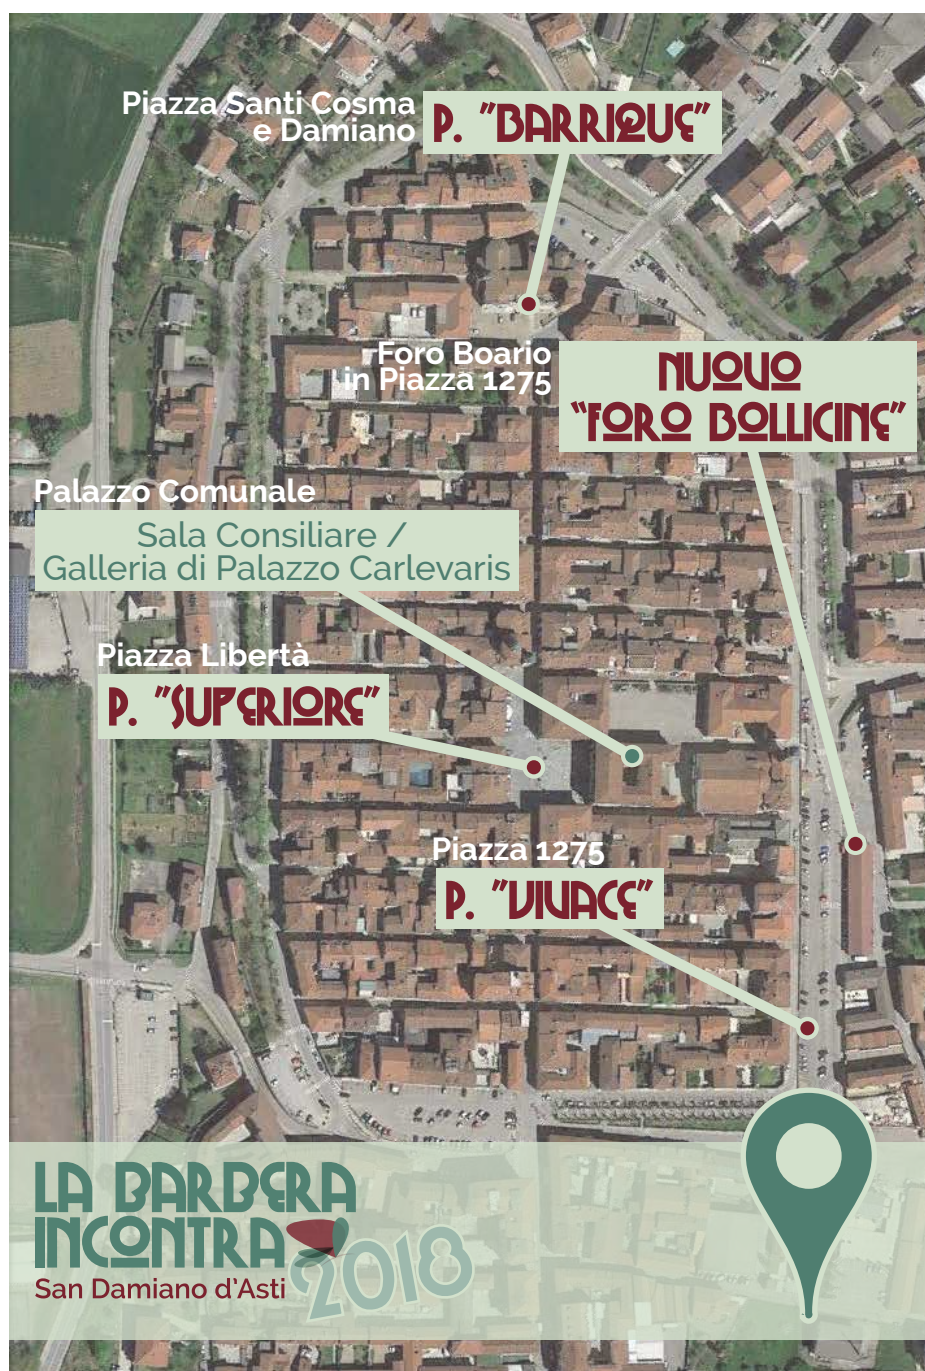 Piazza Santi Cosma
e Damiano
P. "BARRIQUE"
Foro Boario
in Piazza 1275
NUOVO
"FORO BOLLICINE"
Palazzo Comunale
Sala Consiliare /
Galleria di Palazzo Carlevaris
Piazza Libertà
P. "SUPERIORE"
Piazza 1275
P. "VIVACE"
LA BARBERA
INCONTRA
2018
San Damiano d'Asti